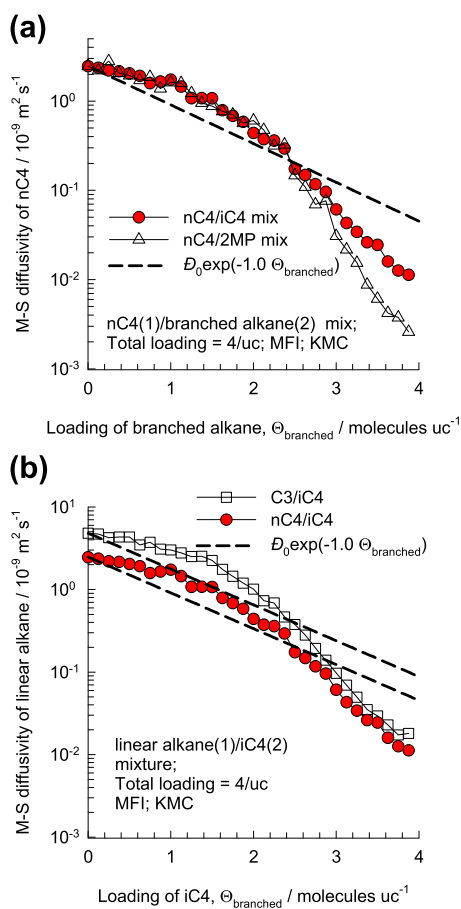 (a)
M-S diffusivity of nC4 / 10⁻⁹ m² s⁻¹
10⁰
10⁻¹
10⁻²
10⁻³
nC4/iC4 mix
nC4/2MP mix
Đ₀exp(-1.0 Θbranched)
nC4(1)/branched alkane(2) mix;
Total loading = 4/uc; MFI; KMC
0 1 2 3 4
Loading of branched alkane, Θbranched / molecules uc⁻¹
(b)
M-S diffusivity of linear alkane / 10⁻⁹ m² s⁻¹
10¹
10⁰
10⁻¹
10⁻²
10⁻³
C3/iC4
nC4/iC4
Đ₀exp(-1.0 Θbranched)
linear alkane(1)/iC4(2)
mixture;
Total loading = 4/uc
MFI; KMC
0 1 2 3 4
Loading of iC4, Θbranched / molecules uc⁻¹